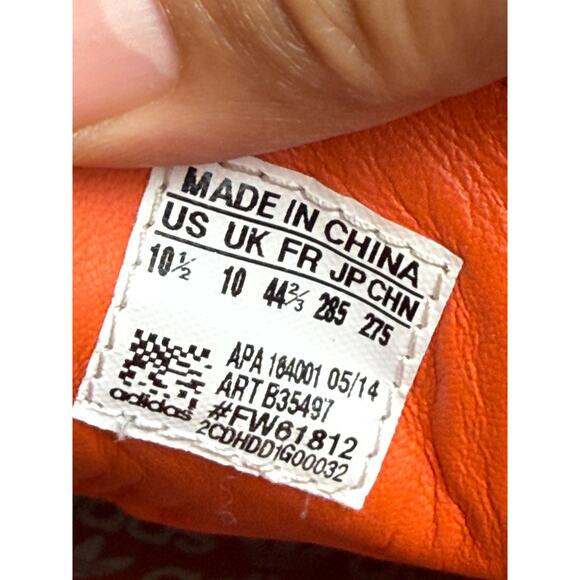 MADE IN CHINA
US UK FR JP CHN
10½ 10 44⅔ 285 275
APA 164001 05/14
ART B35497
#FW61812
adidas
2CDHDD1G00032